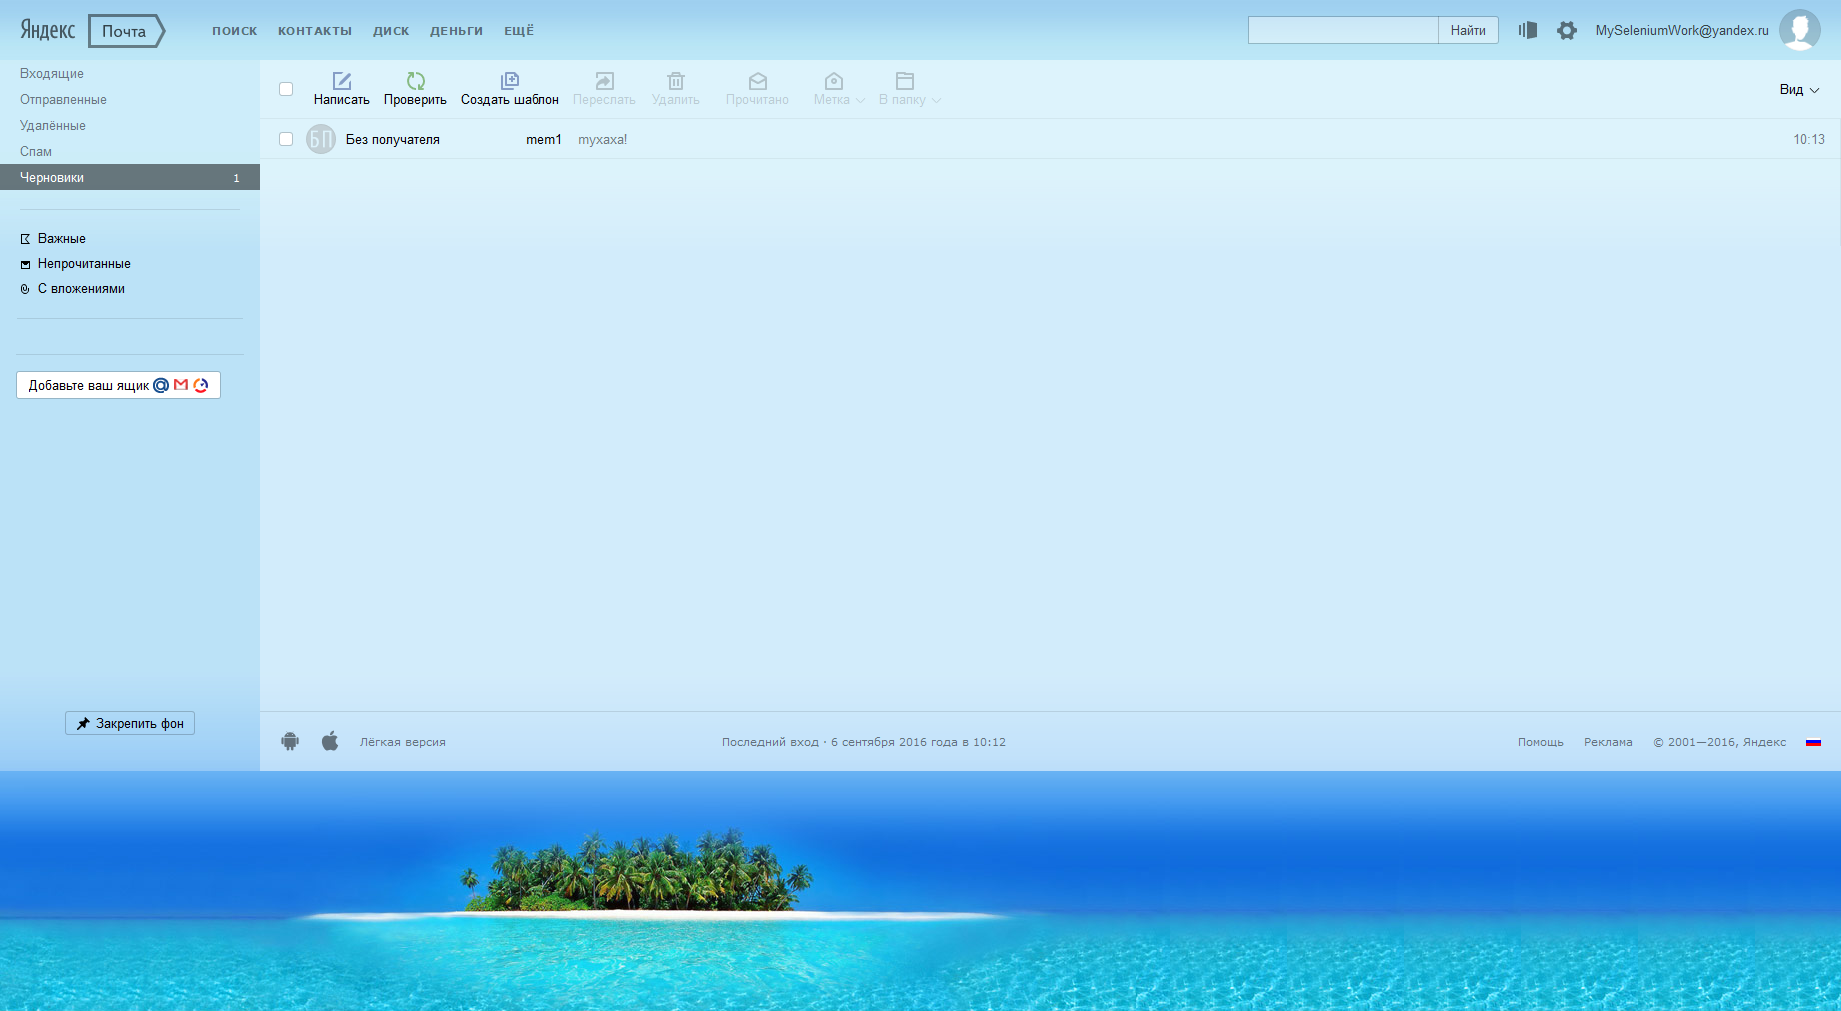 Яндекс Почта ПОИСК КОНТАКТЫ ДИСК ДЕНЬГИ ЕЩЁ Найти MySeleniumWork@yandex.ru
Входящие
Отправленные
Удалённые
Спам
Черновики 1
Важные
Непрочитанные
С вложениями
Добавьте ваш ящик
Закрепить фон
Написать Проверить Создать шаблон Переслать Удалить Прочитано Метка В папку Вид
БП Без получателя mem1 мухаха! 10:13
Лёгкая версия Последний вход · 6 сентября 2016 года в 10:12 Помощь Реклама © 2001—2016, Яндекс